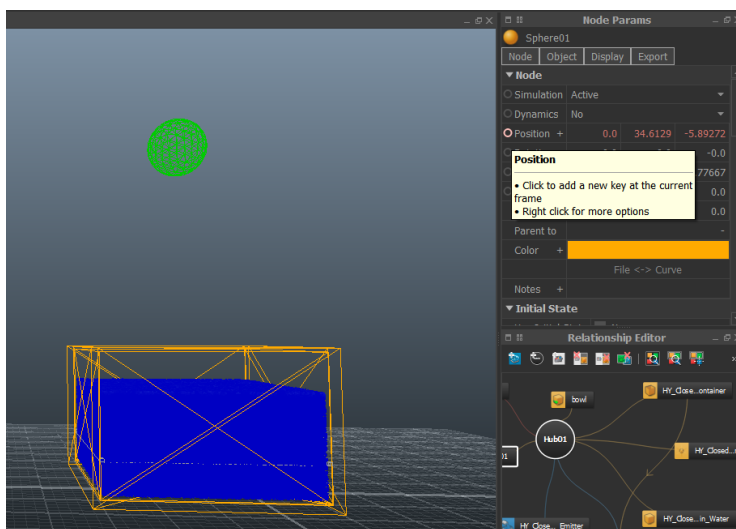 Node Params
Sphere01
Node Object Display Export
Node
Simulation Active
Dynamics No
Position + 0.0 34.6129 -5.89272
-0.0
Position
77667
• Click to add a new key at the current
frame
0.0
• Right click for more options
0.0
Parent to -
Color +
File <-> Curve
Notes +
Initial State
Relationship Editor
bowl
HY_Close...ontainer
Hub01
HY_Closed...
01
HY_Close...in_Water
HY_Close..._Emitter